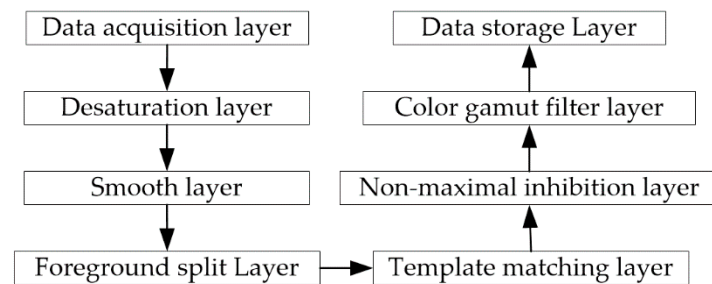 Data acquisition layer
Desaturation layer
Smooth layer
Foreground split Layer
Template matching layer
Non-maximal inhibition layer
Color gamut filter layer
Data storage Layer